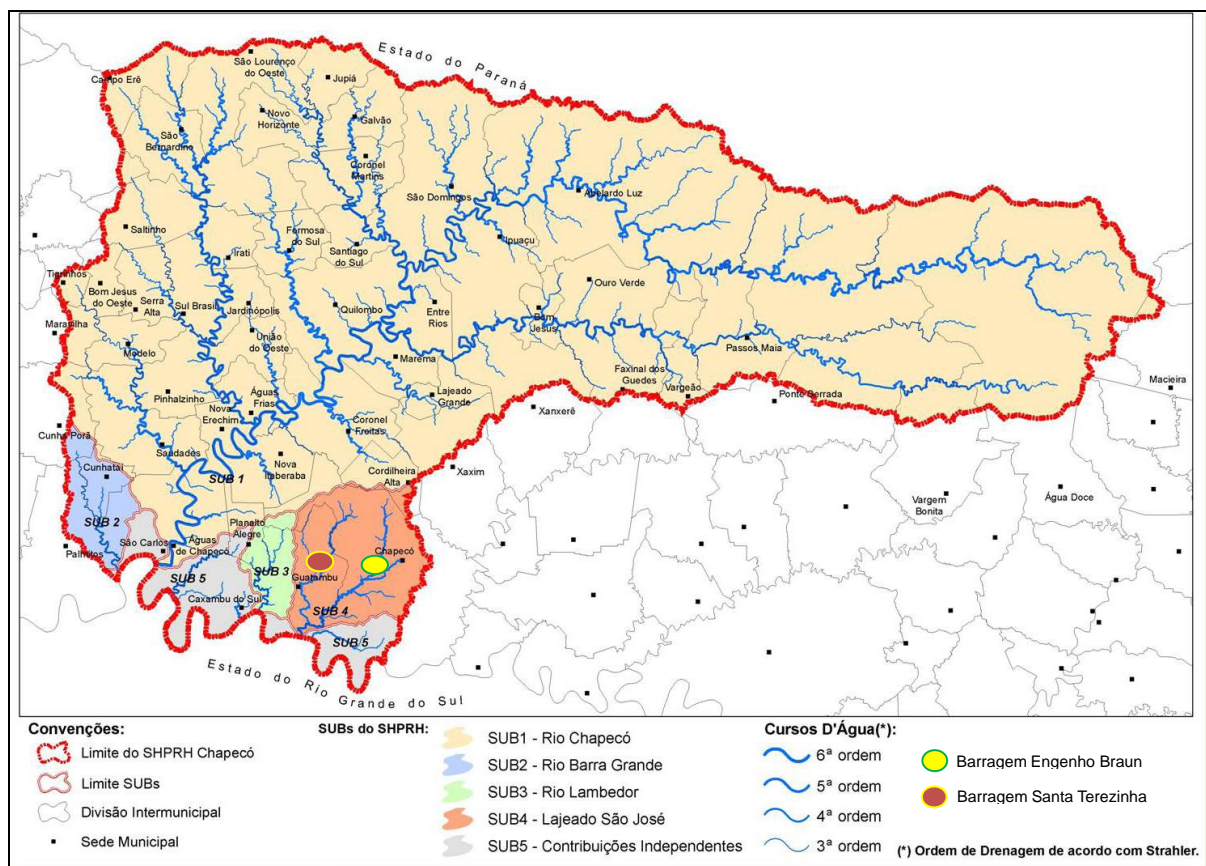 Estado do Paraná
São Lourenço
do Oeste
Jupiá
Campo Erê
Novo
Horizonte
Galvão
São
Bernardino
Coronel
Martins
São Domingos
Abelardo Luz
Saltinho
Formosa
do Sul
Ipuaçu
Irati
Santiago
do Sul
Tigrinhos
Bom Jesus
do Oeste
Serra
Alta
Sul Brasil
Jardinópolis
Quilombo
Entre
Rios
Ouro Verde
Bom
Jesus
Maravilha
União
do Oeste
Modelo
Marema
Passos Maia
Faxinal dos
Guedes
Vargeão
Pinhalzinho
Águas
Frias
Lajeado
Grande
Ponte Serrada
Macieira
Nova
Erechim
Xanxerê
Cunha Porã
Coronel
Freitas
Saudades
Nova
Itaberaba
Cordilheira
Alta
Xaxim
Cunhataí
SUB 1
Vargem
Bonita
Água Doce
SUB 2
Planalto
Alegre
Palmitos
São Carlos
Águas
de Chapecó
Chapecó
SUB 5
SUB 3
Guatambu
Caxambu do Sul
SUB 4
SUB 5
Estado do Rio Grande do Sul
Convenções:
Limite do SHPRH Chapecó
Limite SUBs
Divisão Intermunicipal
Sede Municipal
SUBs do SHPRH:
SUB1 - Rio Chapecó
SUB2 - Rio Barra Grande
SUB3 - Rio Lambedor
SUB4 - Lajeado São José
SUB5 - Contribuições Independentes
Cursos D'Água(*):
6ª ordem
5ª ordem
4ª ordem
3ª ordem
Barragem Engenho Braun
Barragem Santa Terezinha
(*) Ordem de Drenagem de acordo com Strahler.